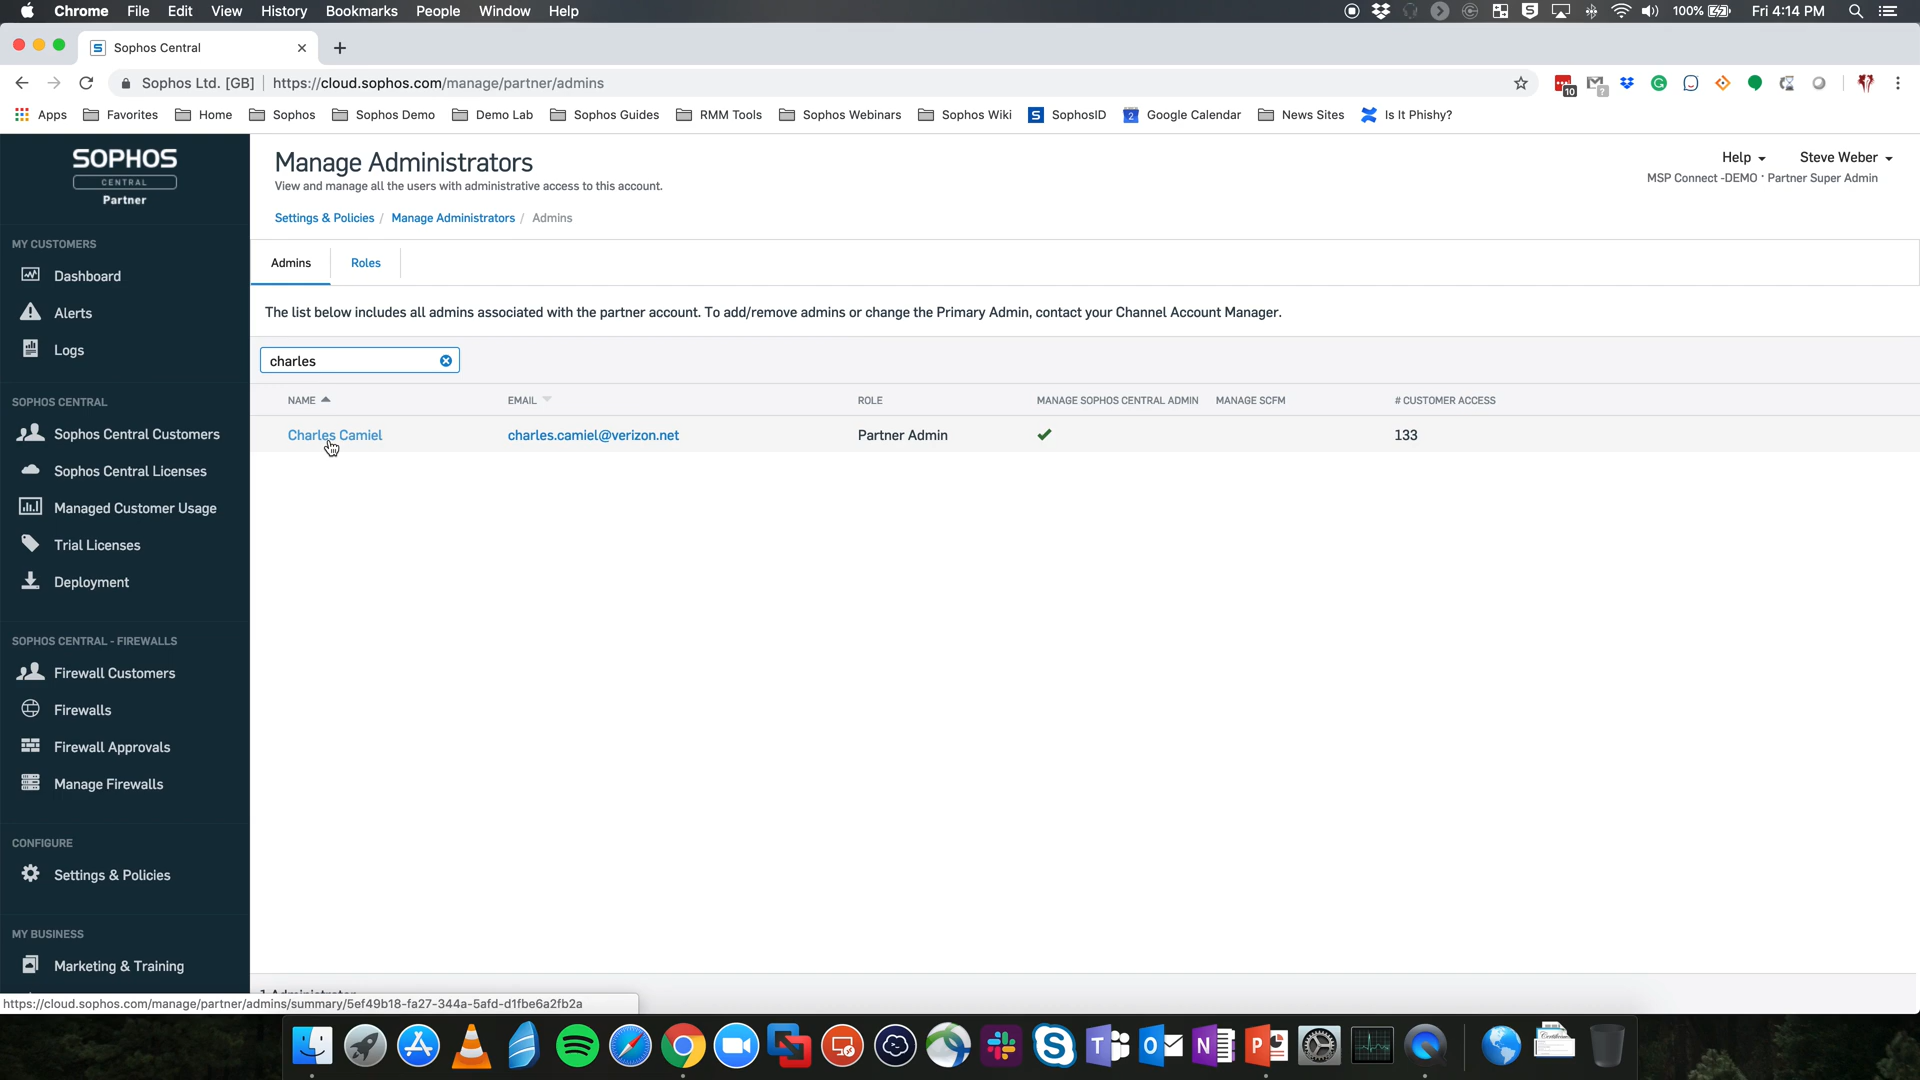 Chrome File Edit View History Bookmarks People Window Help 100% Fri 4:14 PM
Sophos Central
Sophos Ltd. [GB] https://cloud.sophos.com/manage/partner/admins 10
Apps Favorites Home Sophos Sophos Demo Demo Lab Sophos Guides RMM Tools Sophos Webinars Sophos Wiki SophosID Google Calendar News Sites Is It Phishy?
SOPHOS
CENTRAL
Partner
Manage Administrators
View and manage all the users with administrative access to this account.
Help Steve Weber
MSP Connect -DEMO · Partner Super Admin
Settings & Policies / Manage Administrators / Admins
MY CUSTOMERS
Dashboard
Alerts
Logs
SOPHOS CENTRAL
Sophos Central Customers
Sophos Central Licenses
Managed Customer Usage
Trial Licenses
Deployment
SOPHOS CENTRAL - FIREWALLS
Firewall Customers
Firewalls
Firewall Approvals
Manage Firewalls
CONFIGURE
Settings & Policies
MY BUSINESS
Marketing & Training
Admins Roles
The list below includes all admins associated with the partner account. To add/remove admins or change the Primary Admin, contact your Channel Account Manager.
charles
NAME EMAIL ROLE MANAGE SOPHOS CENTRAL ADMIN MANAGE SCFM # CUSTOMER ACCESS
Charles Camiel charles.camiel@verizon.net Partner Admin 133
https://cloud.sophos.com/manage/partner/admins/summary/5ef49b18-fa27-344a-5afd-d1fbe6a2fb2a